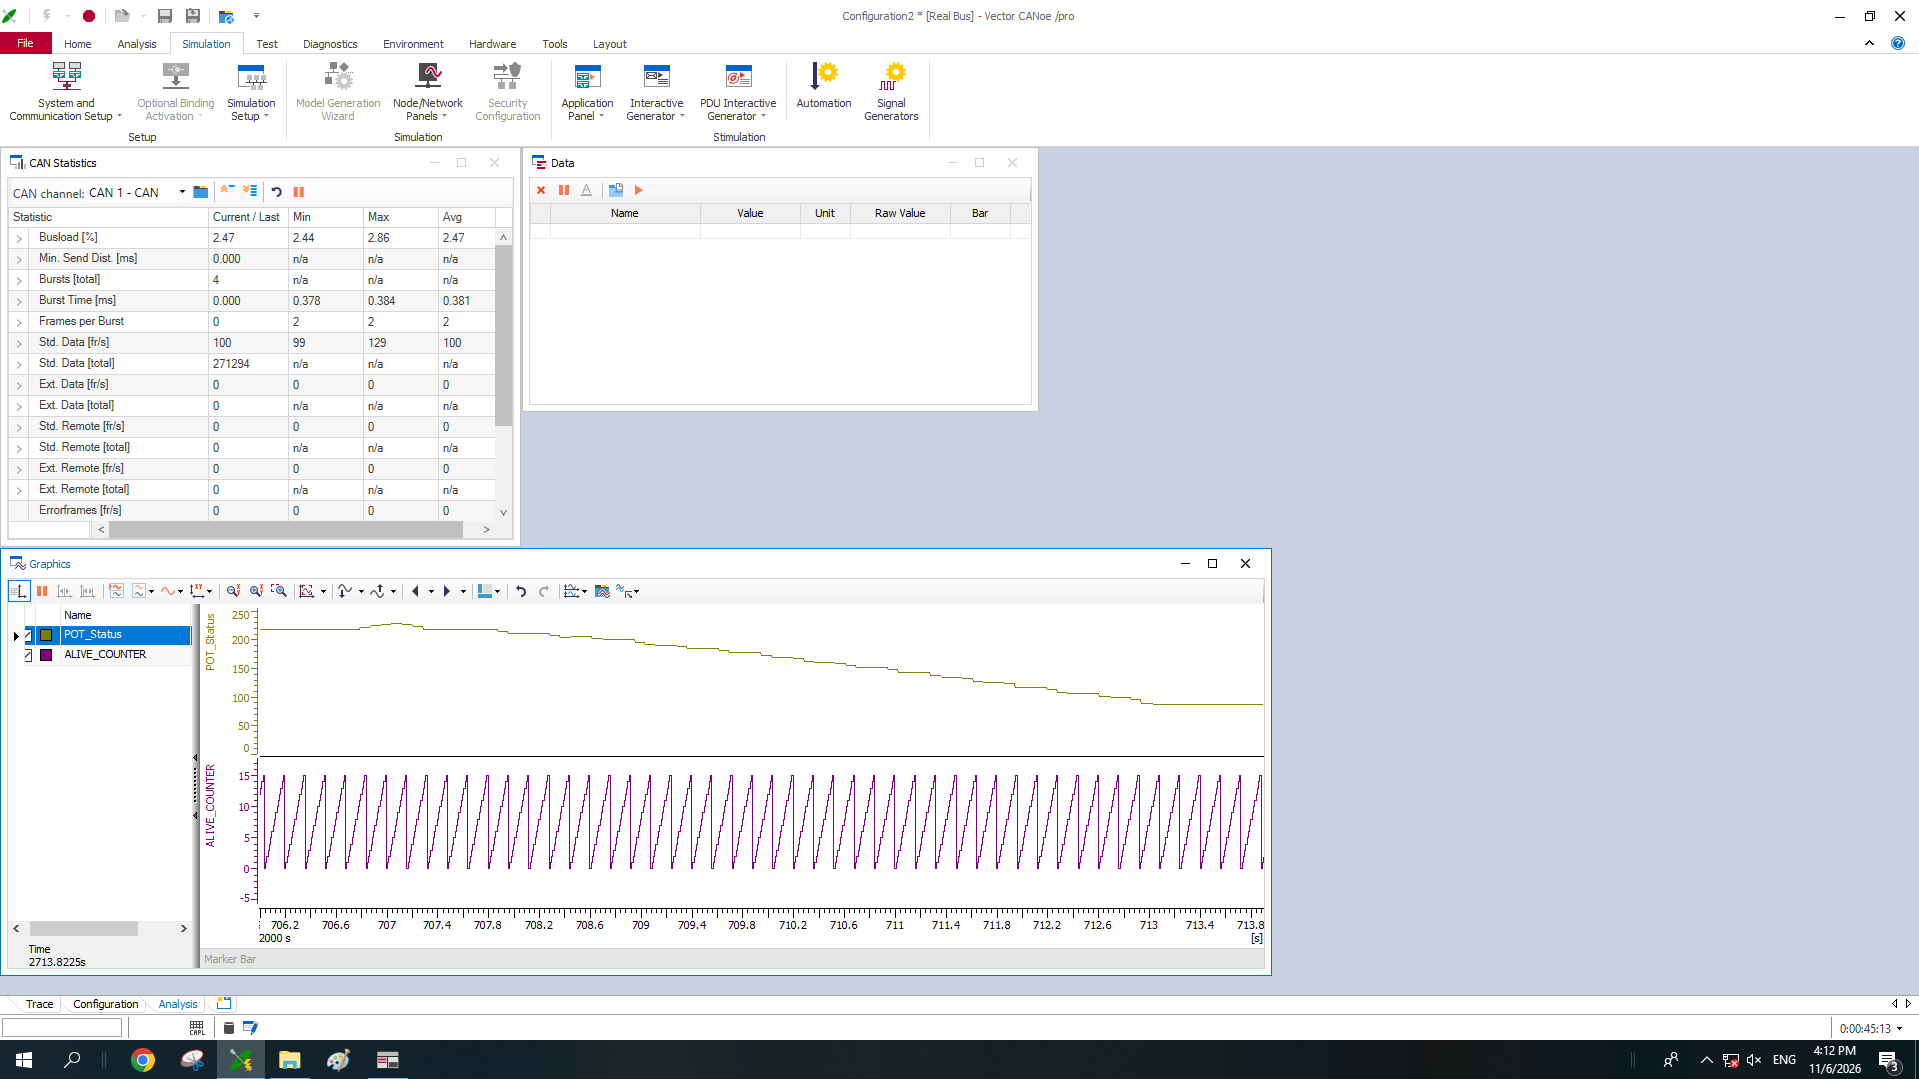 Configuration2 * [Real Bus] - Vector CANoe /pro
File Home Analysis Simulation Test Diagnostics Environment Hardware Tools Layout
System and Communication Setup
Optional Binding Activation
Simulation Setup
Model Generation Wizard
Node/Network Panels
Security Configuration
Application Panel
Interactive Generator
PDU Interactive Generator
Automation
Signal Generators
Setup Simulation Stimulation
CAN Statistics
CAN channel: CAN 1 - CAN
Statistic Current / Last Min Max Avg
Busload [%] 2.47 2.44 2.86 2.47
Min. Send Dist. [ms] 0.000 n/a n/a n/a
Bursts [total] 4 n/a n/a n/a
Burst Time [ms] 0.000 0.378 0.384 0.381
Frames per Burst 0 2 2 2
Std. Data [fr/s] 100 99 129 100
Std. Data [total] 271294 n/a n/a n/a
Ext. Data [fr/s] 0 0 0 0
Ext. Data [total] 0 n/a n/a n/a
Std. Remote [fr/s] 0 0 0 0
Std. Remote [total] 0 n/a n/a n/a
Ext. Remote [fr/s] 0 0 0 0
Ext. Remote [total] 0 n/a n/a n/a
Errorframes [fr/s] 0 0 0 0
Data
Name Value Unit Raw Value Bar
Graphics
Name
POT_Status
ALIVE_COUNTER
Time
2713.8225s
POT_Status
250
200
150
100
50
0
ALIVE_COUNTER
15
10
5
0
-5
706.2 706.6 707 707.4 707.8 708.2 708.6 709 709.4 709.8 710.2 710.6 711 711.4 711.8 712.2 712.6 713 713.4 713.8
2000 s [s]
Marker Bar
Trace Configuration Analysis
CAPL
0:00:45:13
ENG
4:12 PM
11/6/2026
3